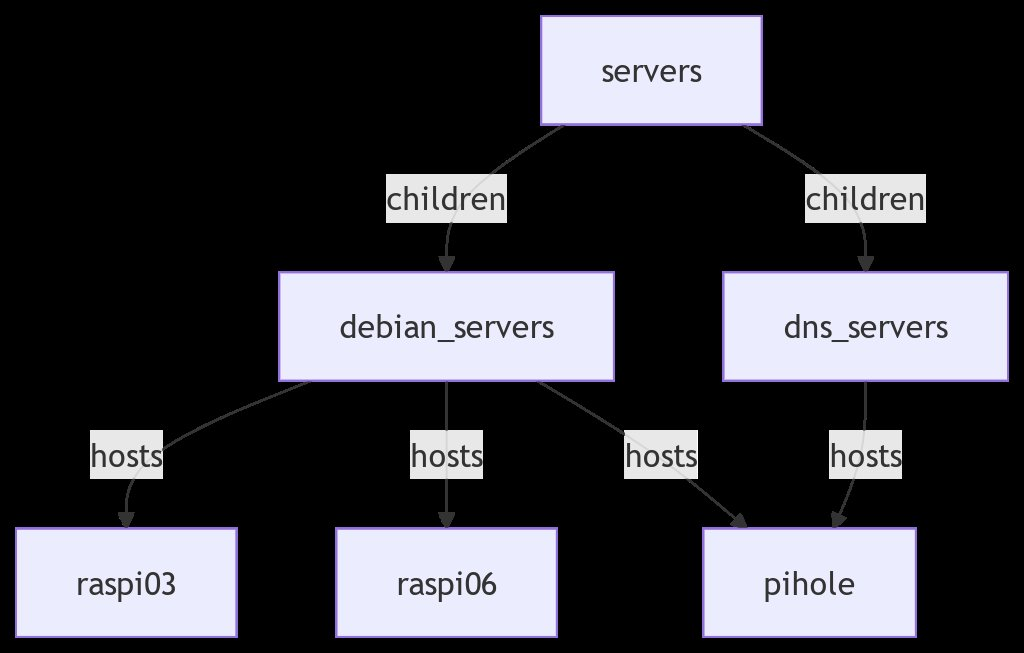 servers
children
children
debian_servers
dns_servers
hosts
hosts
hosts
hosts
raspi03
raspi06
pihole